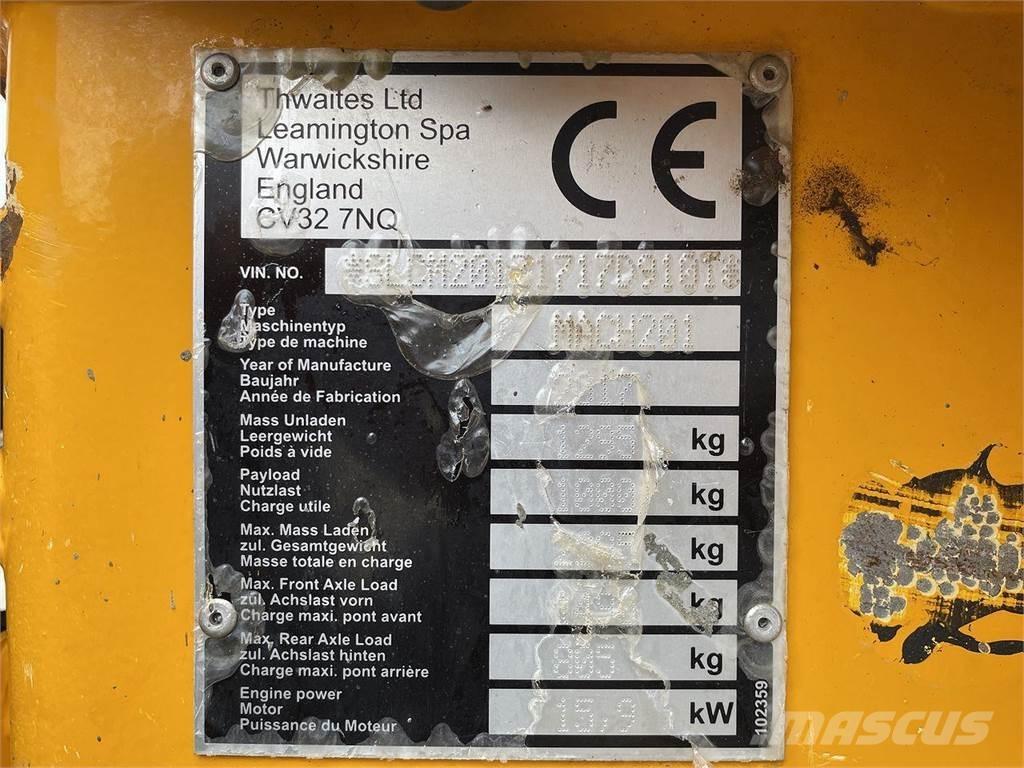 Thwaites Ltd
Leamington Spa
Warwickshire
England
CV32 7NQ
CE
VIN. NO.
Type
Maschinentyp
Type de machine
MACH201
Year of Manufacture
Baujahr
Année de Fabrication
Mass Unladen
Leergewicht
Poids à vide
kg
Payload
Nutzlast
Charge utile
kg
Max. Mass Laden
zul. Gesamtgewicht
Masse totale en charge
kg
Max. Front Axle Load
zul. Achslast vorn
Charge maxi. pont avant
kg
Max. Rear Axle Load
zul. Achslast hinten
Charge maxi. pont arrière
kg
Engine power
Motor
Puissance du Moteur
kW
102359
MASCUS